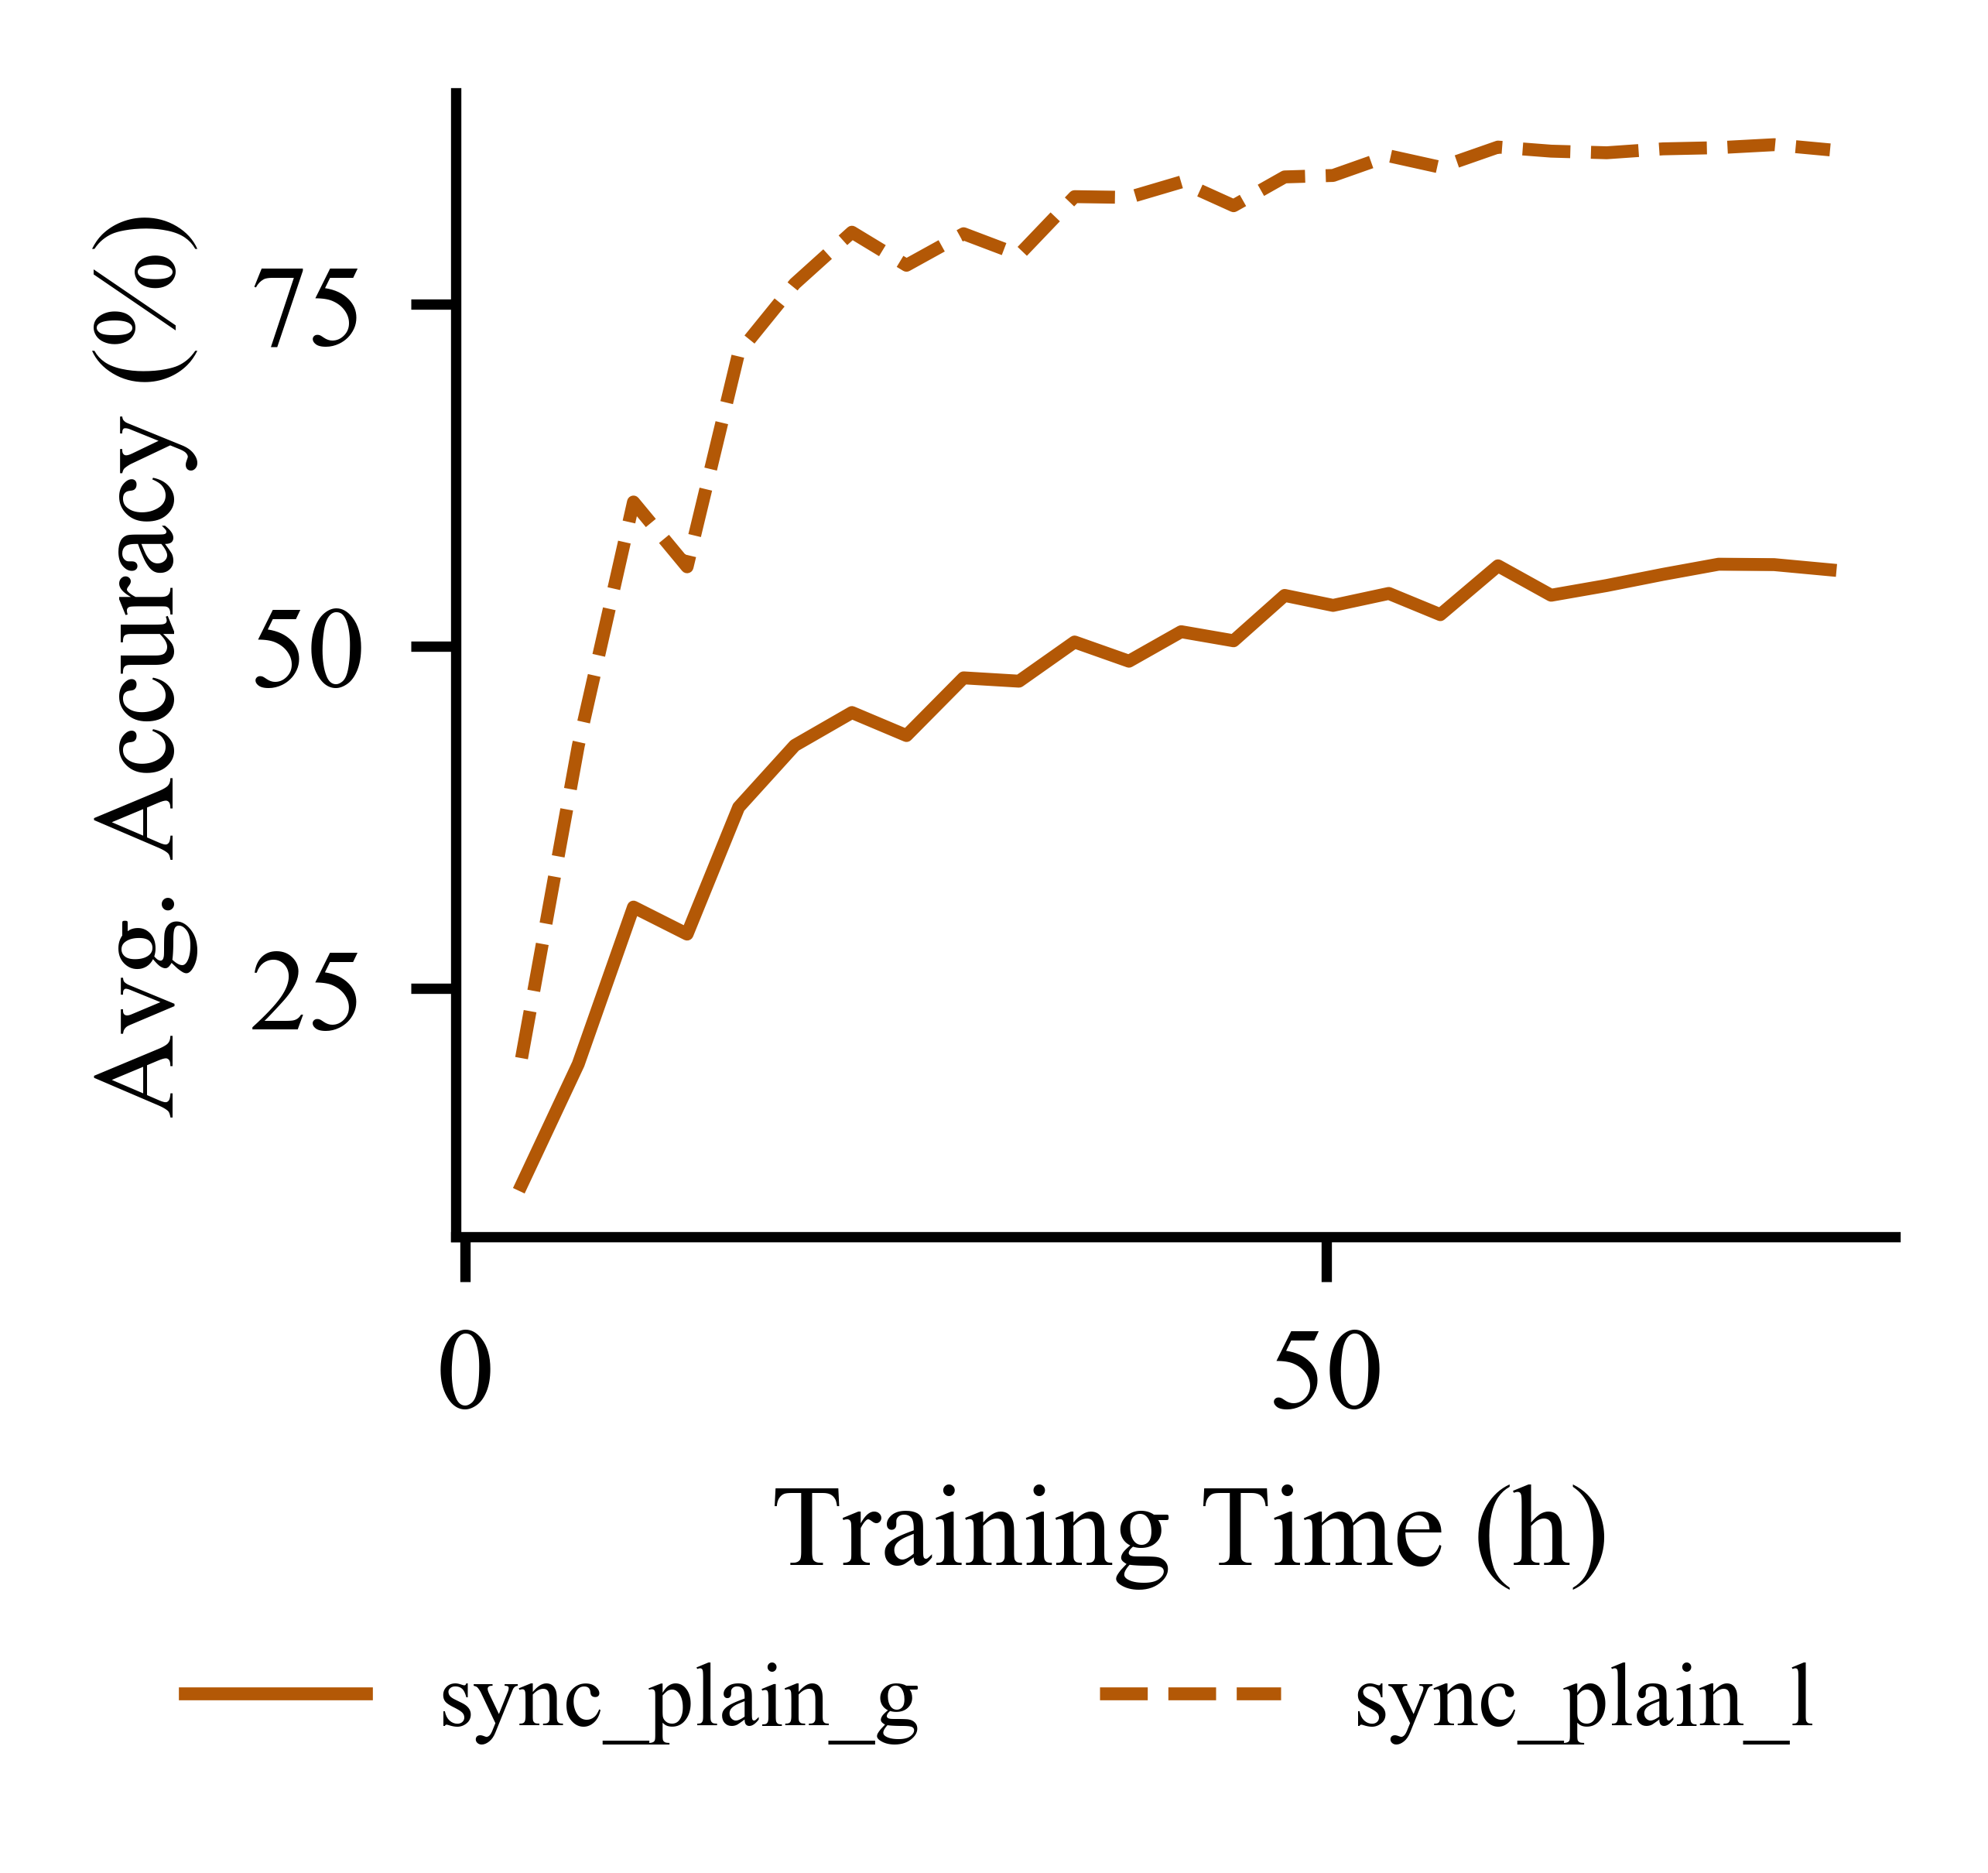 Avg. Accuracy (%)
75
50
25
0 50
Training Time (h)
sync_plain_g sync_plain_l